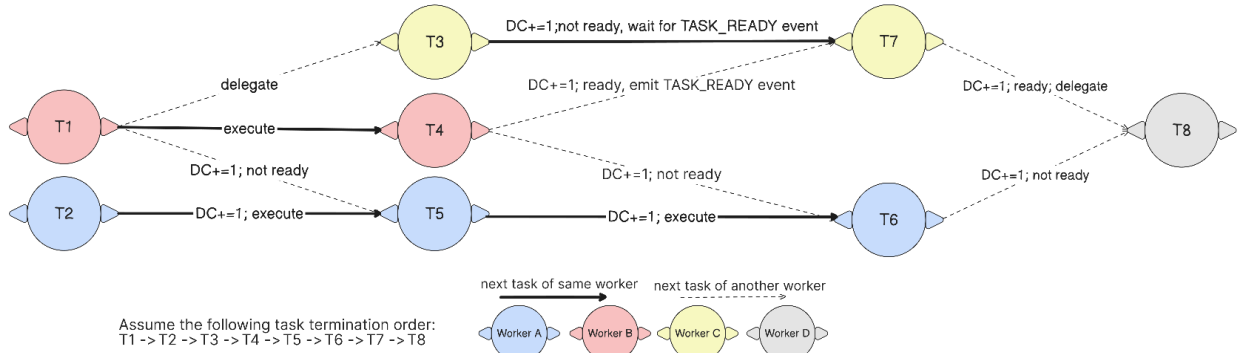 T3
DC+=1;not ready, wait for TASK_READY event
T7
delegate
DC+=1; ready, emit TASK_READY event
DC+=1; ready; delegate
T1
execute
T4
T8
DC+=1; not ready
DC+=1; not ready
DC+=1; not ready
T2
DC+=1; execute
T5
DC+=1; execute
T6
next task of same worker
next task of another worker
Assume the following task termination order:
T1 -> T2 -> T3 -> T4 -> T5 -> T6 -> T7 -> T8
Worker A
Worker B
Worker C
Worker D